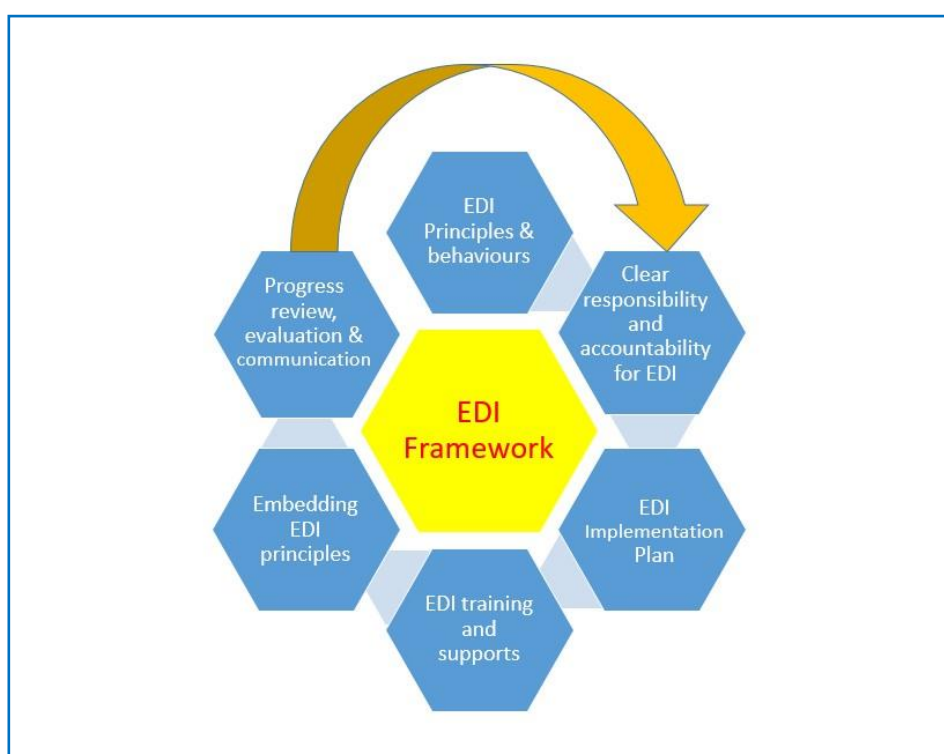 EDI
Principles &
behaviours
Clear
responsibility
and
accountability
for EDI
EDI
Implementation
Plan
EDI training
and
supports
Embedding
EDI
principles
Progress
review,
evaluation &
communication
EDI
Framework